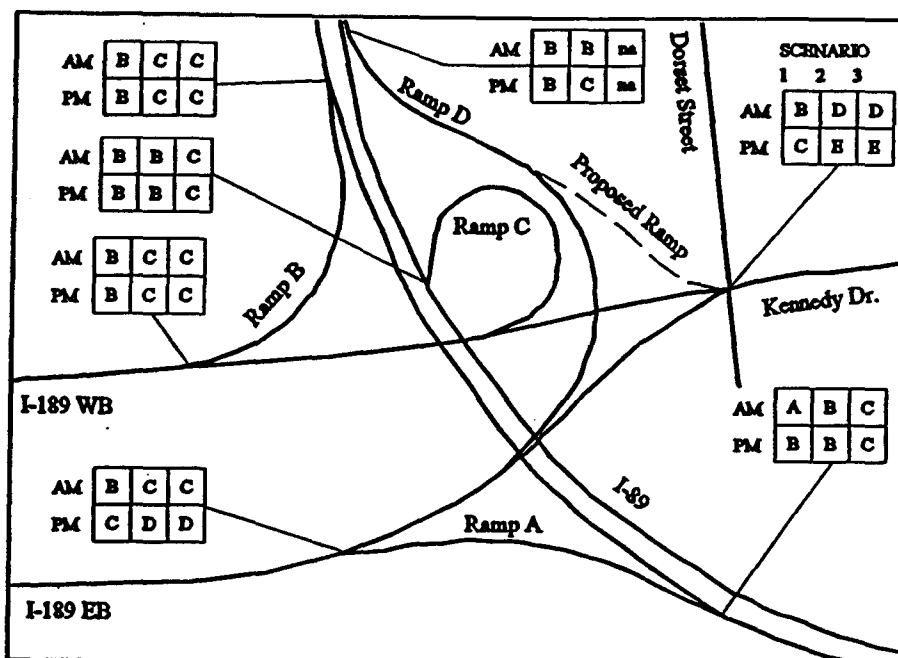 SCENARIO
1 2 3
AM B C C
PM B C C
AM B B na
PM B C na
AM B D D
PM C E E
Dorset Street
Ramp D
AM B B C
PM B B C
Proposed Ramp
Ramp C
AM B C C
PM B C C
Ramp B
Kennedy Dr.
I-189 WB
AM A B C
PM B B C
AM B C C
PM C D D
I-89
Ramp A
I-189 EB